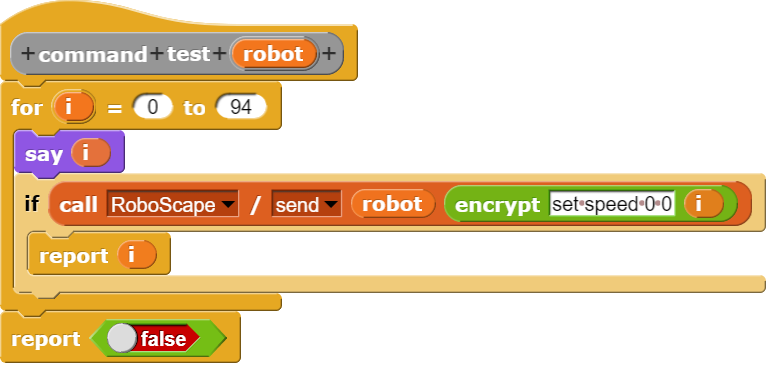 + command + test + robot +
for i = 0 to 94
say i
if call RoboScape / send robot encrypt set speed 0 0 i
report i
report false